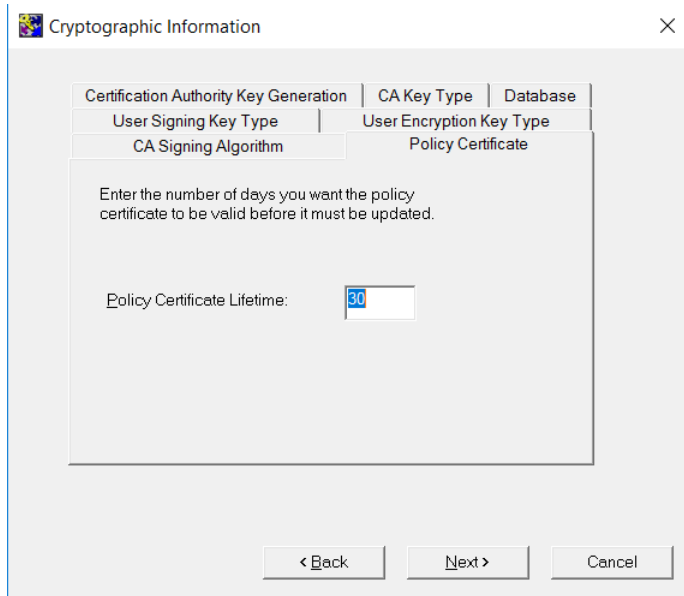 Cryptographic Information
Certification Authority Key Generation
CA Key Type
Database
User Signing Key Type
User Encryption Key Type
CA Signing Algorithm
Policy Certificate
Enter the number of days you want the policy
certificate to be valid before it must be updated.
Policy Certificate Lifetime:
30
< Back
Next >
Cancel